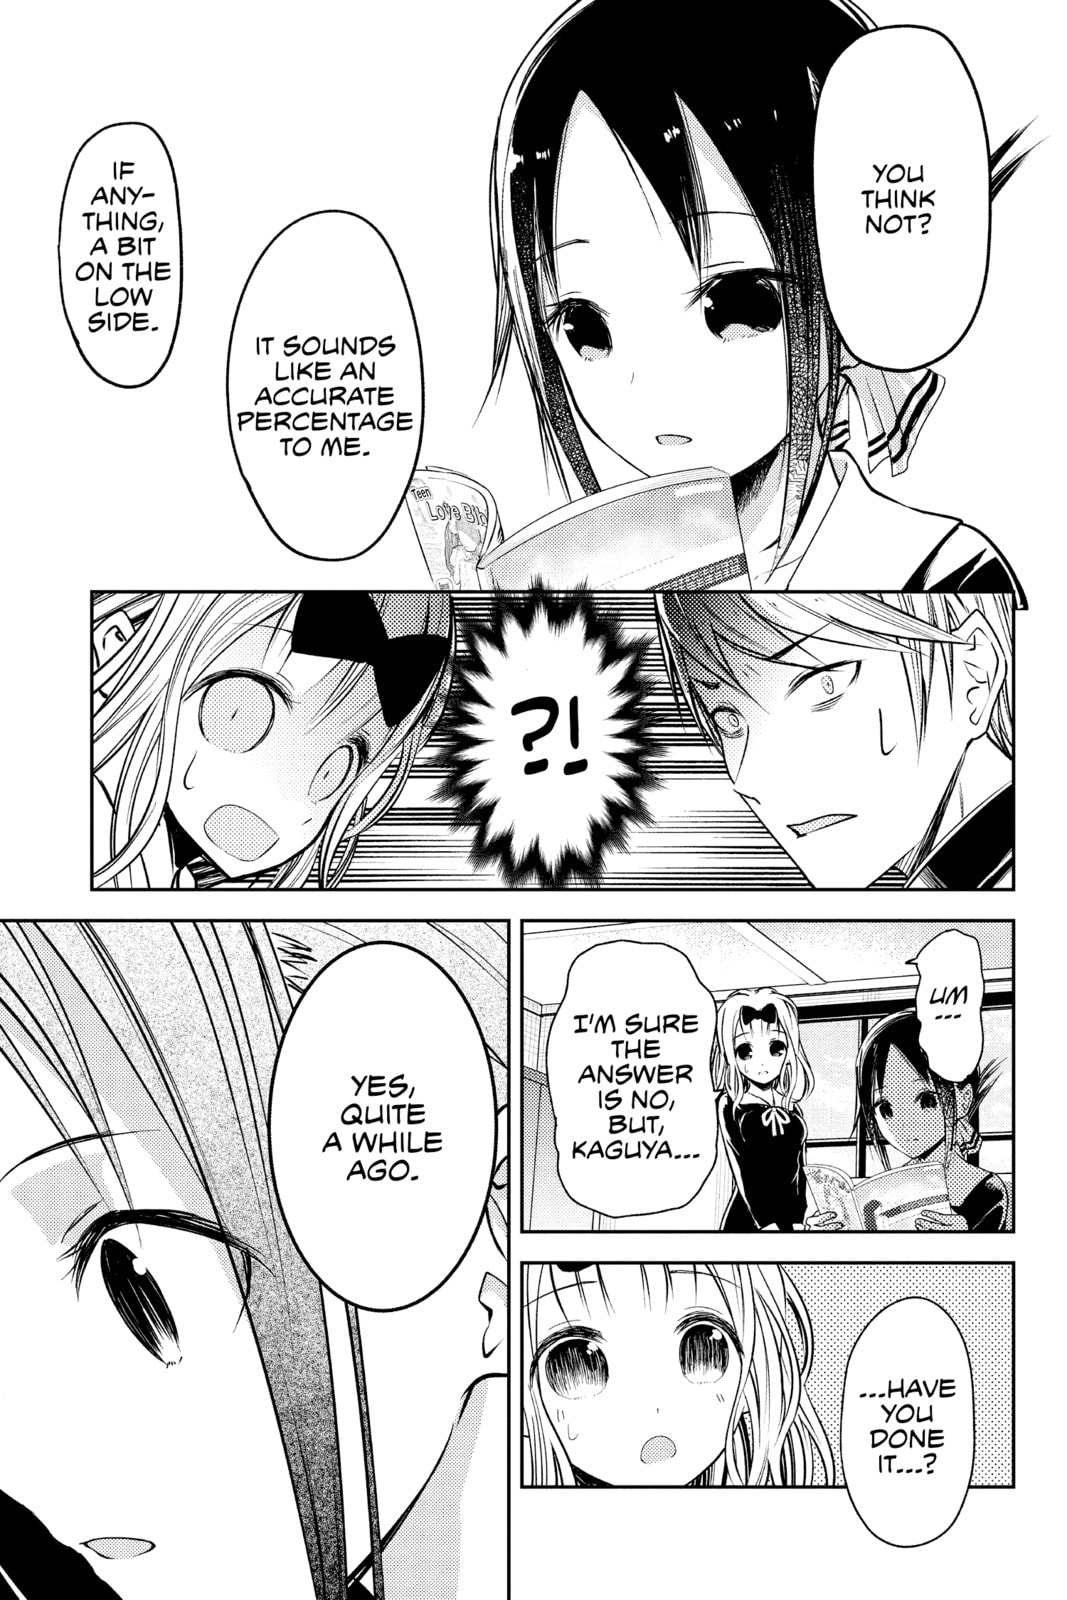 YOU
THINK
NOT?
IT SOUNDS
LIKE AN
ACCURATE
PERCENTAGE
TO ME.
IF
ANY-
THING,
A BIT
ON THE
LOW
SIDE.
Teen
Love Bib
?!
UM
...
I'M SURE
THE
ANSWER
IS NO,
BUT,
KAGUYA...
...HAVE
YOU
DONE
IT...?
YES,
QUITE
A WHILE
AGO.